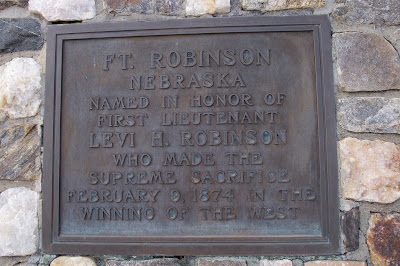 FT. ROBINSON
NEBRASKA
NAMED IN HONOR OF
FIRST LIEUTENANT
LEVI H. ROBINSON
WHO MADE THE
SUPREME SACRIFICE
FEBRUARY 9, 1874 IN THE
WINNING OF THE WEST